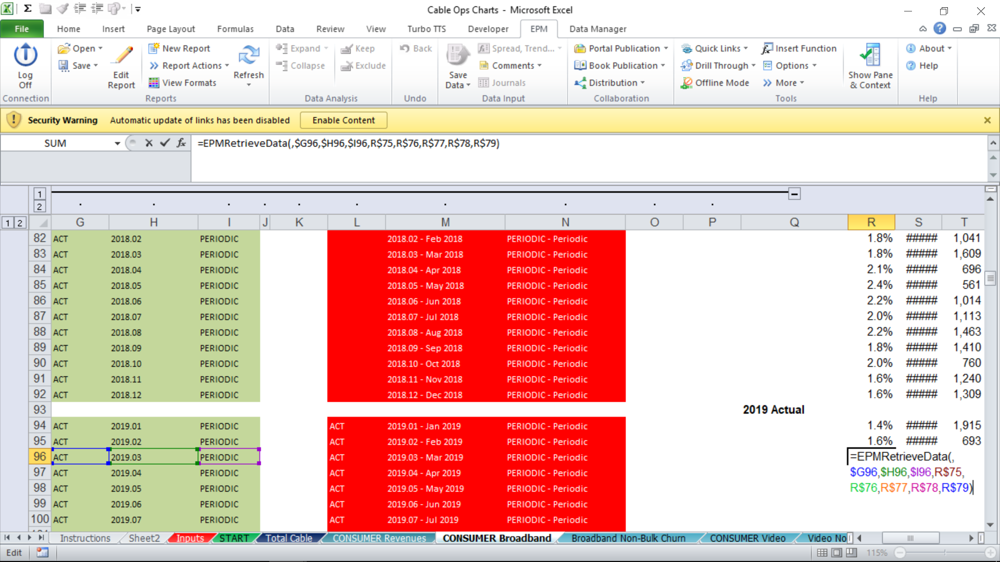 Cable Ops Charts - Microsoft Excel
File Home Insert Page Layout Formulas Data Review View Turbo TTS Developer EPM Data Manager
Log Off
Connection
Open
Save
Edit Report
New Report
Report Actions
View Formats
Refresh
Reports
Expand
Collapse
Keep
Exclude
Data Analysis
Back
Undo
Save Data
Spread, Trend...
Comments
Journals
Data Input
Portal Publication
Book Publication
Distribution
Collaboration
Quick Links
Drill Through
Offline Mode
Insert Function
Options
More
Tools
Show Pane & Context
About
Help
Help
Security Warning Automatic update of links has been disabled Enable Content
SUM fx =EPMRetrieveData(,$G96,$H96,$I96,R$75,R$76,R$77,R$78,R$79)
1
2
1 2 G H I J K L M N O P Q R S T
82 ACT 2018.02 PERIODIC 2018.02 - Feb 2018 PERIODIC - Periodic 1.8% ##### 1,041
83 ACT 2018.03 PERIODIC 2018.03 - Mar 2018 PERIODIC - Periodic 1.8% ##### 1,609
84 ACT 2018.04 PERIODIC 2018.04 - Apr 2018 PERIODIC - Periodic 2.1% ##### 696
85 ACT 2018.05 PERIODIC 2018.05 - May 2018 PERIODIC - Periodic 2.4% ##### 561
86 ACT 2018.06 PERIODIC 2018.06 - Jun 2018 PERIODIC - Periodic 2.2% ##### 1,014
87 ACT 2018.07 PERIODIC 2018.07 - Jul 2018 PERIODIC - Periodic 2.0% ##### 1,113
88 ACT 2018.08 PERIODIC 2018.08 - Aug 2018 PERIODIC - Periodic 2.2% ##### 1,463
89 ACT 2018.09 PERIODIC 2018.09 - Sep 2018 PERIODIC - Periodic 1.8% ##### 1,410
90 ACT 2018.10 PERIODIC 2018.10 - Oct 2018 PERIODIC - Periodic 2.0% ##### 760
91 ACT 2018.11 PERIODIC 2018.11 - Nov 2018 PERIODIC - Periodic 1.6% ##### 1,240
92 ACT 2018.12 PERIODIC 2018.12 - Dec 2018 PERIODIC - Periodic 1.6% ##### 1,309
93 2019 Actual
94 ACT 2019.01 PERIODIC ACT 2019.01 - Jan 2019 PERIODIC - Periodic 1.4% ##### 1,915
95 ACT 2019.02 PERIODIC ACT 2019.02 - Feb 2019 PERIODIC - Periodic 1.6% ##### 693
96 ACT 2019.03 PERIODIC ACT 2019.03 - Mar 2019 PERIODIC - Periodic =EPMRetrieveData(,
97 ACT 2019.04 PERIODIC ACT 2019.04 - Apr 2019 PERIODIC - Periodic $G96,$H96,$I96,R$75,
98 ACT 2019.05 PERIODIC ACT 2019.05 - May 2019 PERIODIC - Periodic R$76,R$77,R$78,R$79)
99 ACT 2019.06 PERIODIC ACT 2019.06 - Jun 2019 PERIODIC - Periodic
100 ACT 2019.07 PERIODIC ACT 2019.07 - Jul 2019 PERIODIC - Periodic
Instructions Sheet2 Inputs START Total Cable CONSUMER Revenues CONSUMER Broadband Broadband Non-Bulk Churn CONSUMER Video Video No
Edit 115%